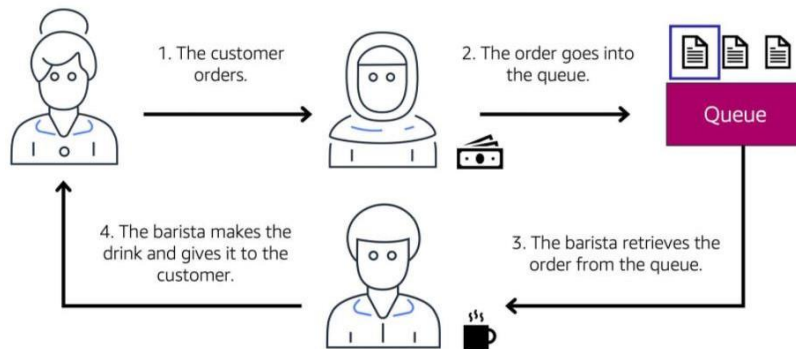 1. The customer
orders.
2. The order goes into
the queue.
Queue
3. The barista retrieves the
order from the queue.
4. The barista makes the
drink and gives it to the
customer.